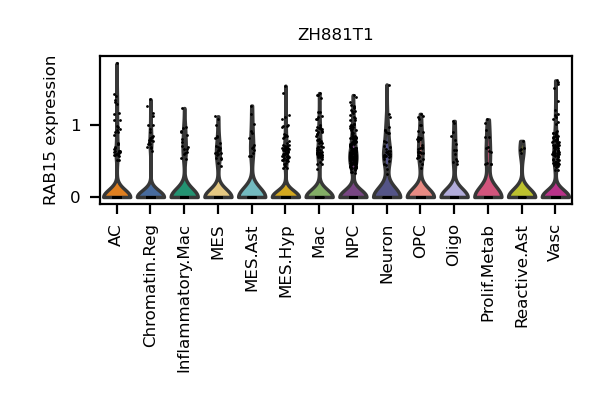 ZH881T1
RAB15 expression
1
0
AC
Chromatin.Reg
Inflammatory.Mac
MES
MES.Ast
MES.Hyp
Mac
NPC
Neuron
OPC
Oligo
Prolif.Metab
Reactive.Ast
Vasc